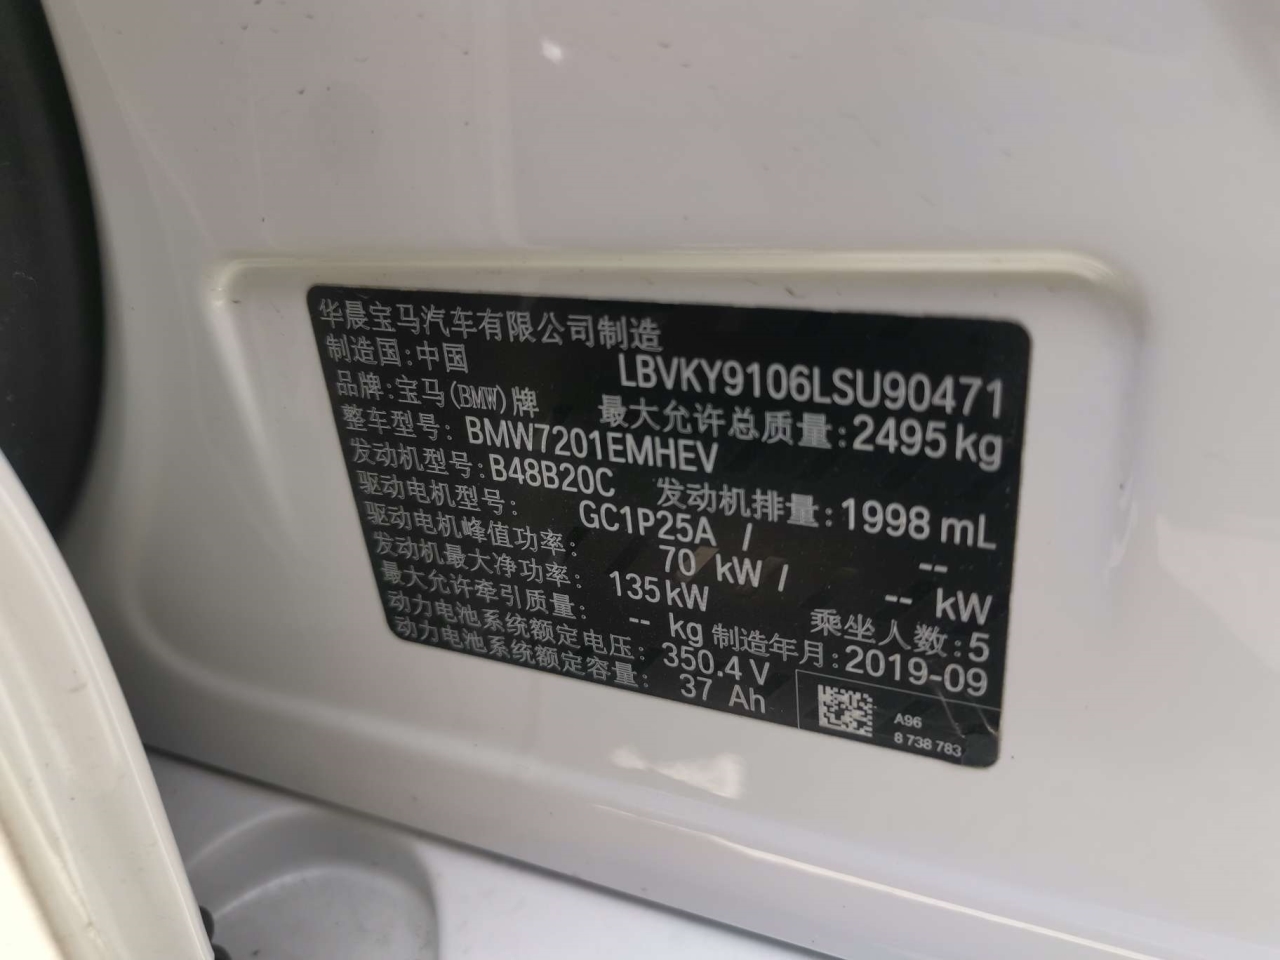 华晨宝马汽车有限公司制造
制造国:中国
LBVKY9106LSU90471
品牌:宝马(BMW)牌
最大允许总质量:2495kg
整车型号: BMW7201EMHEV
发动机型号:B48B20C 发动机排量:1998 mL
驱动电机型号: GC1P25A / --
驱动电机峰值功率: 70 kW / -- kW
发动机最大净功率: 135kW 乘坐人数:5
最大允许牵引质量: -- kg 制造年月:2019-09
动力电池系统额定电压: 350.4 V
动力电池系统额定容量: 37 Ah
A96
8 738 783